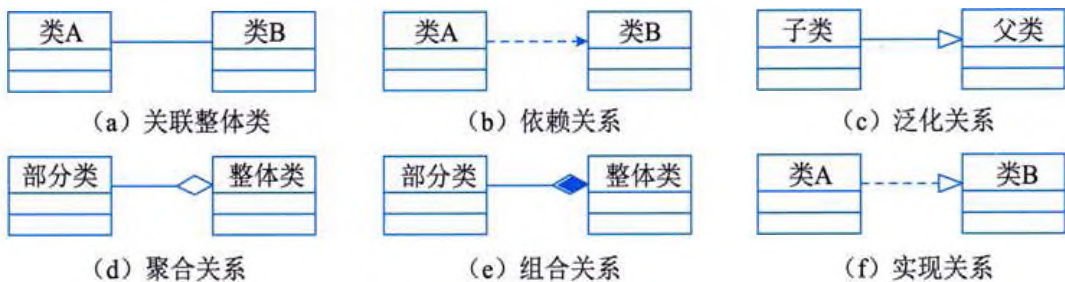 类A 类B 类A 类B 子类 父类
（a）关联整体类 （b）依赖关系 （c）泛化关系
部分类 整体类 部分类 整体类 类A 类B
（d）聚合关系 （e）组合关系 （f）实现关系